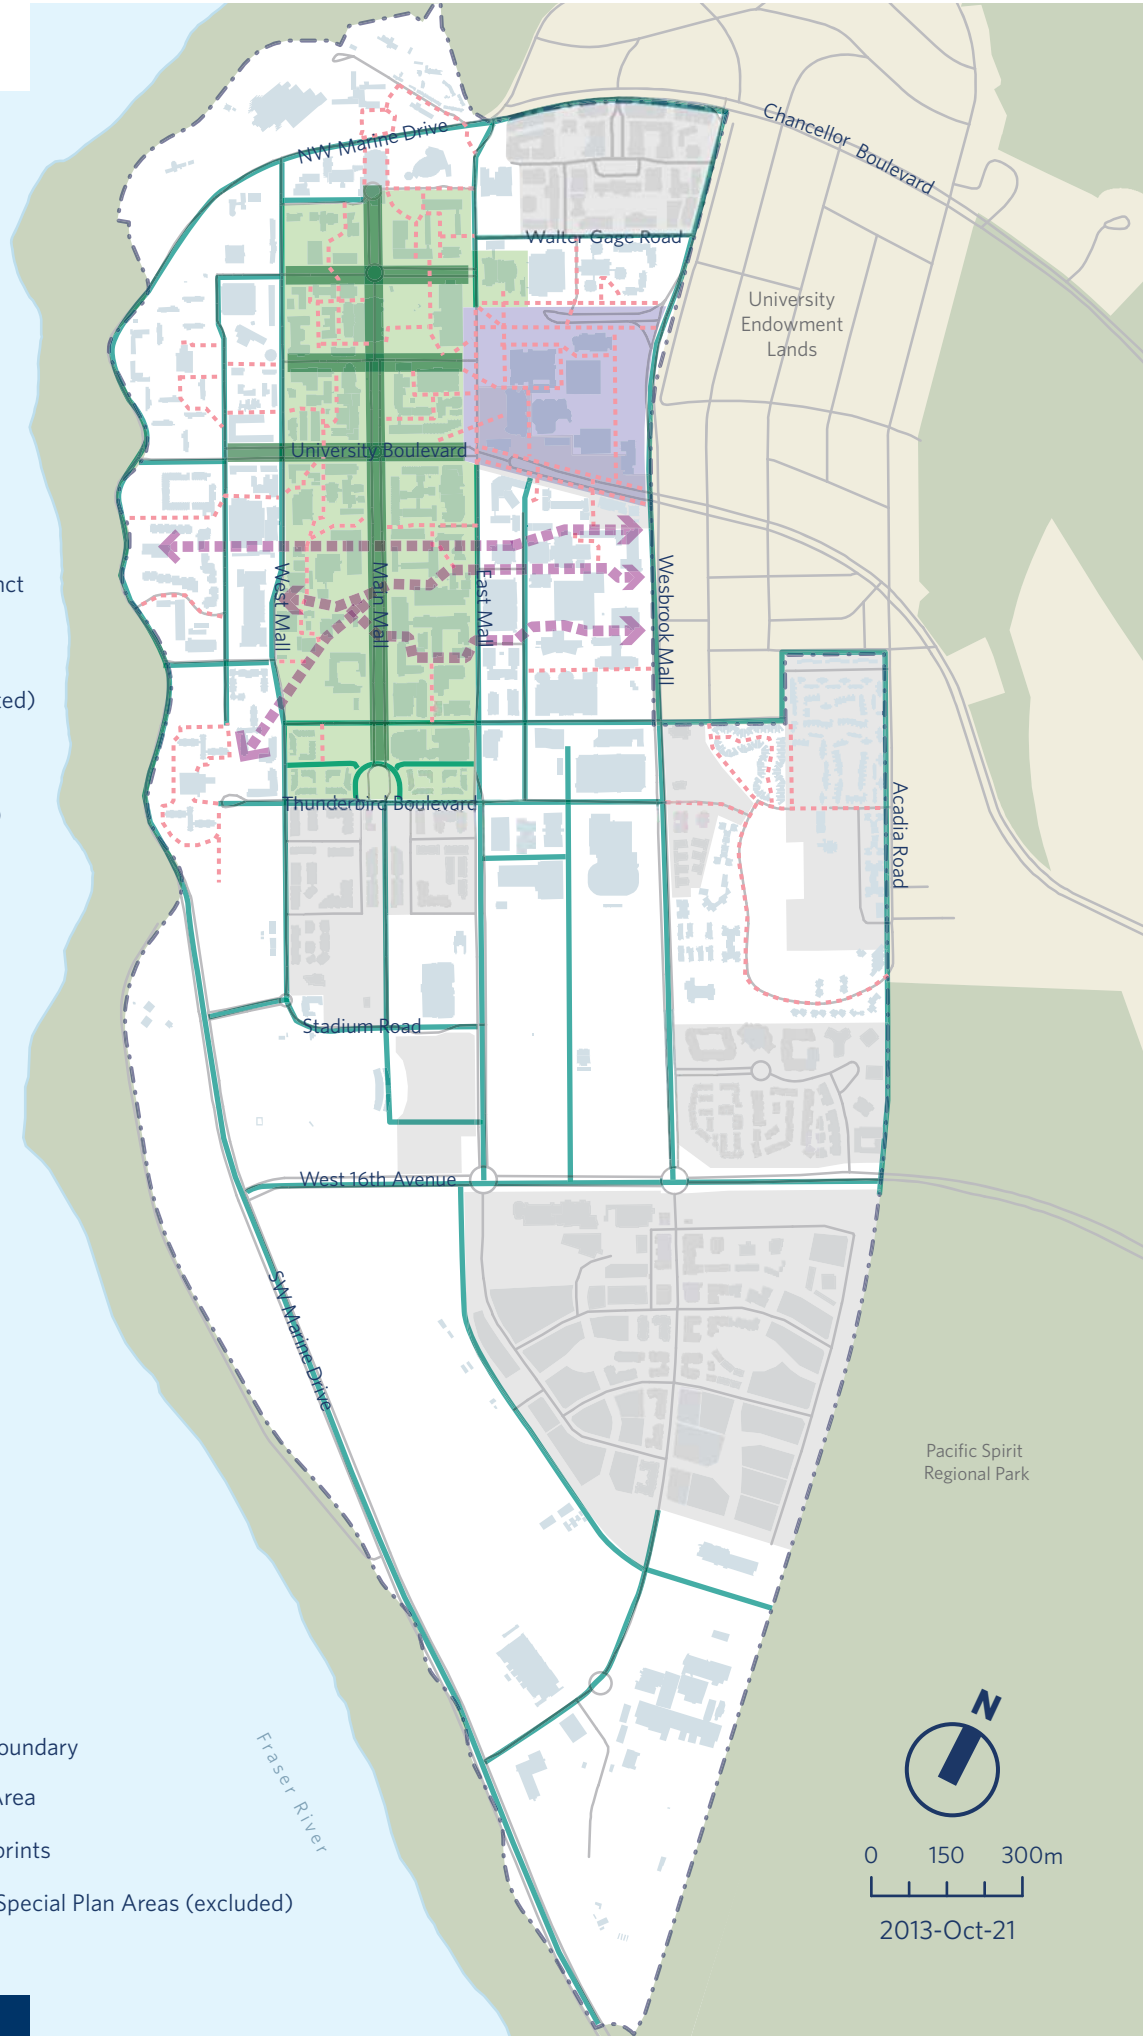 NW Marine Drive
Chancellor Boulevard
Walter Gage Road
University
Endowment
Lands
University Boulevard
nct
West Mall
Main Mall
East Mall
Wesbrook Mall
ted)
Acadia Road
Thunderbird Boulevard
Stadium Road
West 16th Avenue
SW Marine Drive
Pacific Spirit
Regional Park
N
oundary
Fraser River
Area
prints
0 150 300m
Special Plan Areas (excluded)
2013-Oct-21